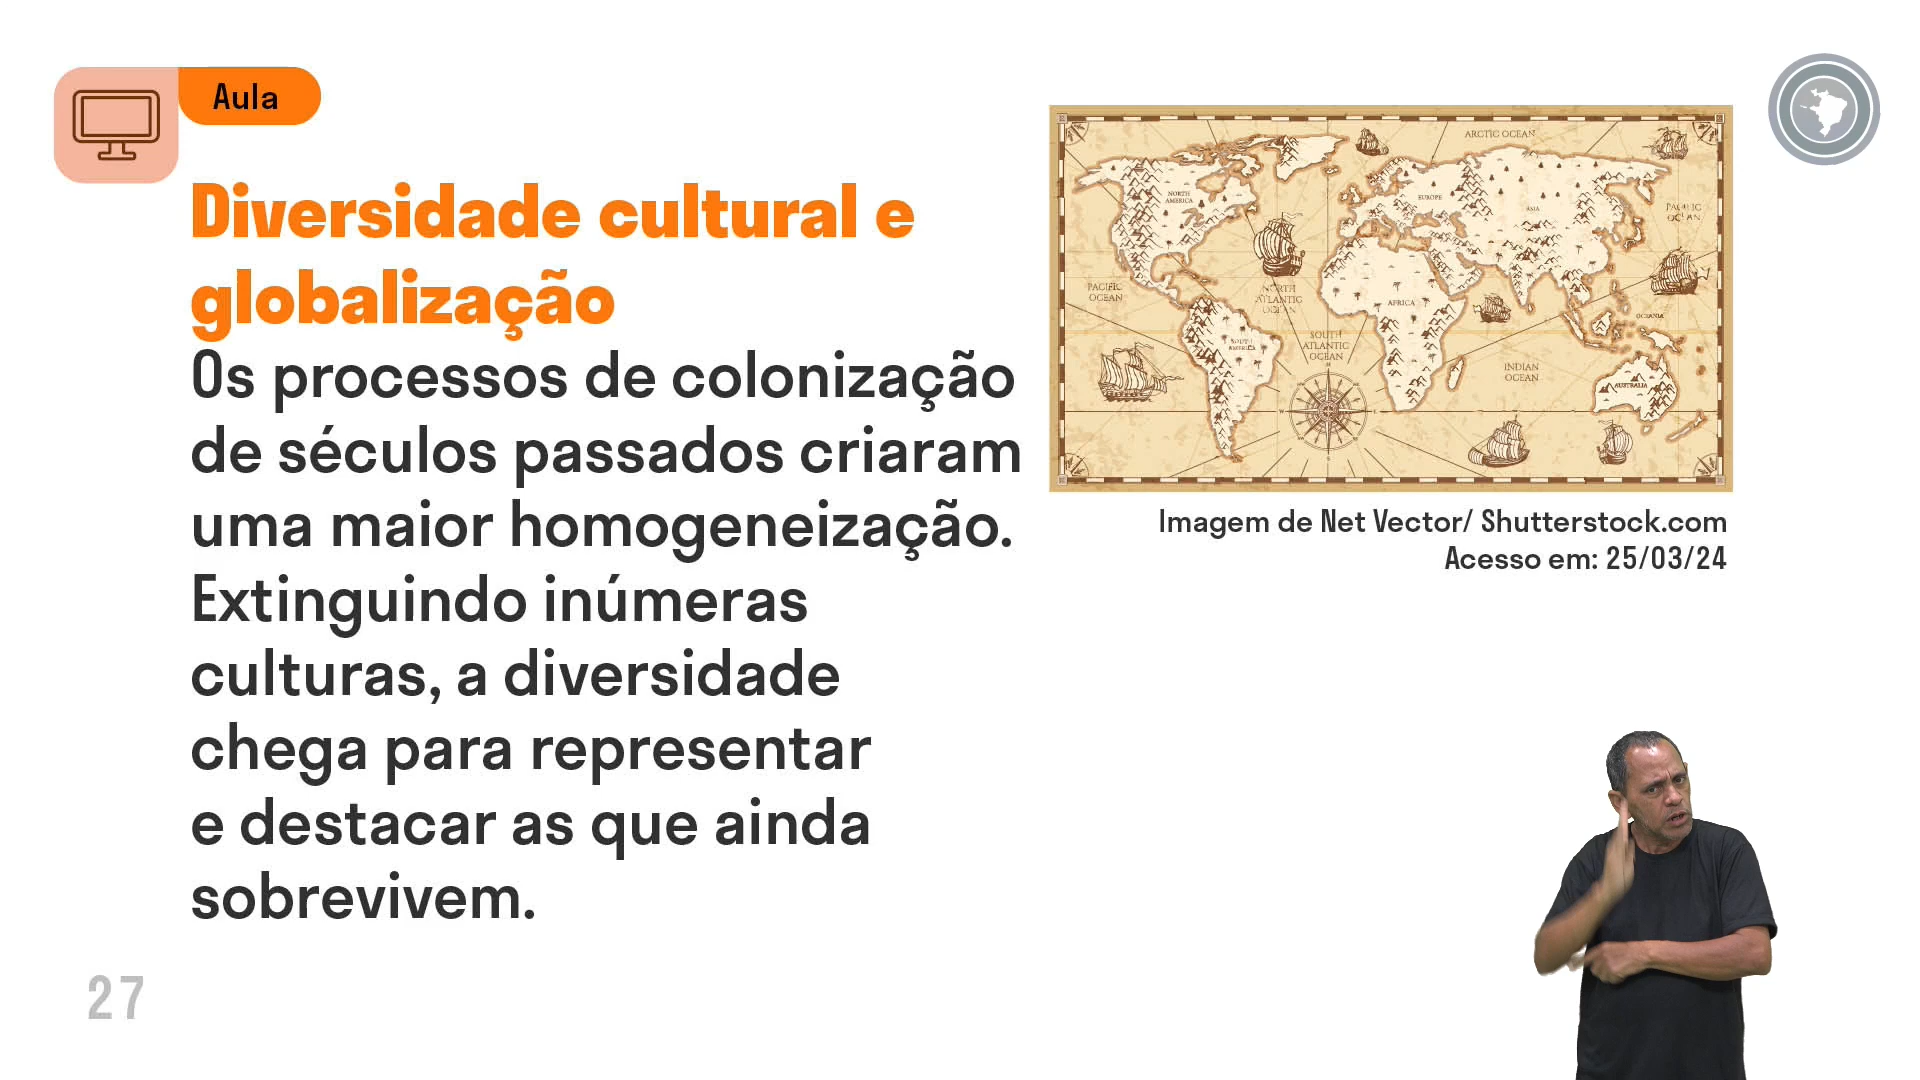 Aula
Diversidade cultural e
globalização
Os processos de colonização
de séculos passados criaram
uma maior homogeneização.
Extinguindo inúmeras
culturas, a diversidade
chega para representar
e destacar as que ainda
sobrevivem.
27
ARCTIC OCEAN
NORTH
AMERICA
EUROPE
ASIA
PACIFIC
OCEAN
PACIFIC
OCEAN
NORTH
ATLANTIC
OCEAN
AFRICA
OCEANIA
SOUTH
AMERICA
SOUTH
ATLANTIC
OCEAN
INDIAN
OCEAN
AUSTRALIA
Imagem de Net Vector/ Shutterstock.com
Acesso em: 25/03/24